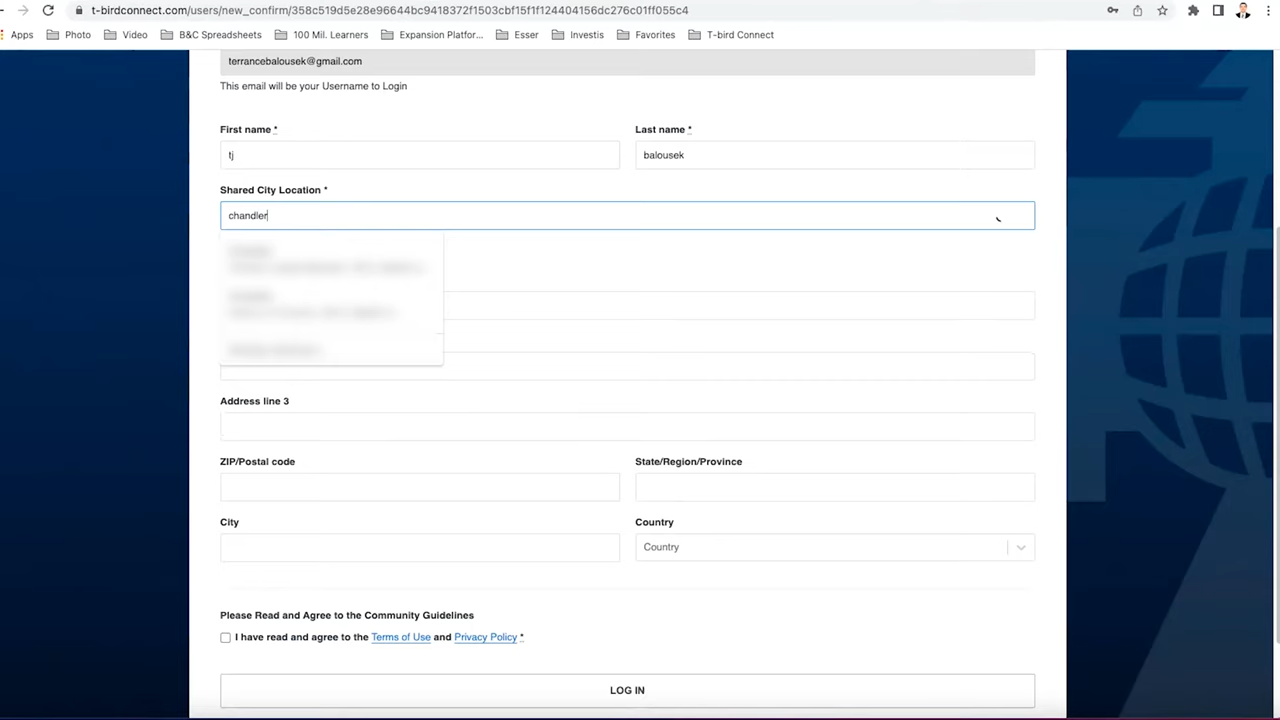 t-birdconnect.com/users/new_confirm/358c519d5e28e96644bc9418372f1503cbf15f1f124404156dc276c01ff055c4
Apps Photo Video B&C Spreadsheets 100 Mil. Learners Expansion Platfor... Esser Investis Favorites T-bird Connect
terrancebalousek@gmail.com
This email will be your Username to Login
First name * Last name *
tj balousek
Shared City Location *
chandler
Address line 3
ZIP/Postal code State/Region/Province
City Country
Country
Please Read and Agree to the Community Guidelines
I have read and agree to the Terms of Use and Privacy Policy *
LOG IN